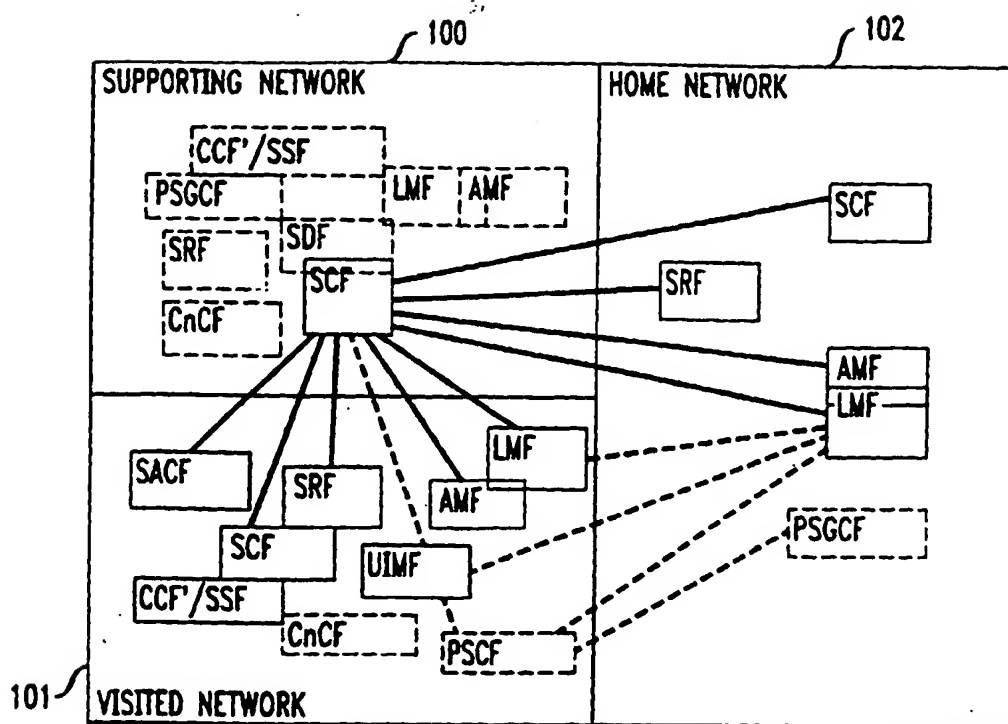 100
102
SUPPORTING NETWORK
HOME NETWORK
CCF'/SSF
PSGCF
LMF
AMF
SRF
SDF
SCF
CnCF
SCF
SRF
AMF
LMF
PSGCF
SACF
SRF
LMF
AMF
SCF
UIMF
CCF'/SSF
CnCF
PSCF
101
VISITED NETWORK